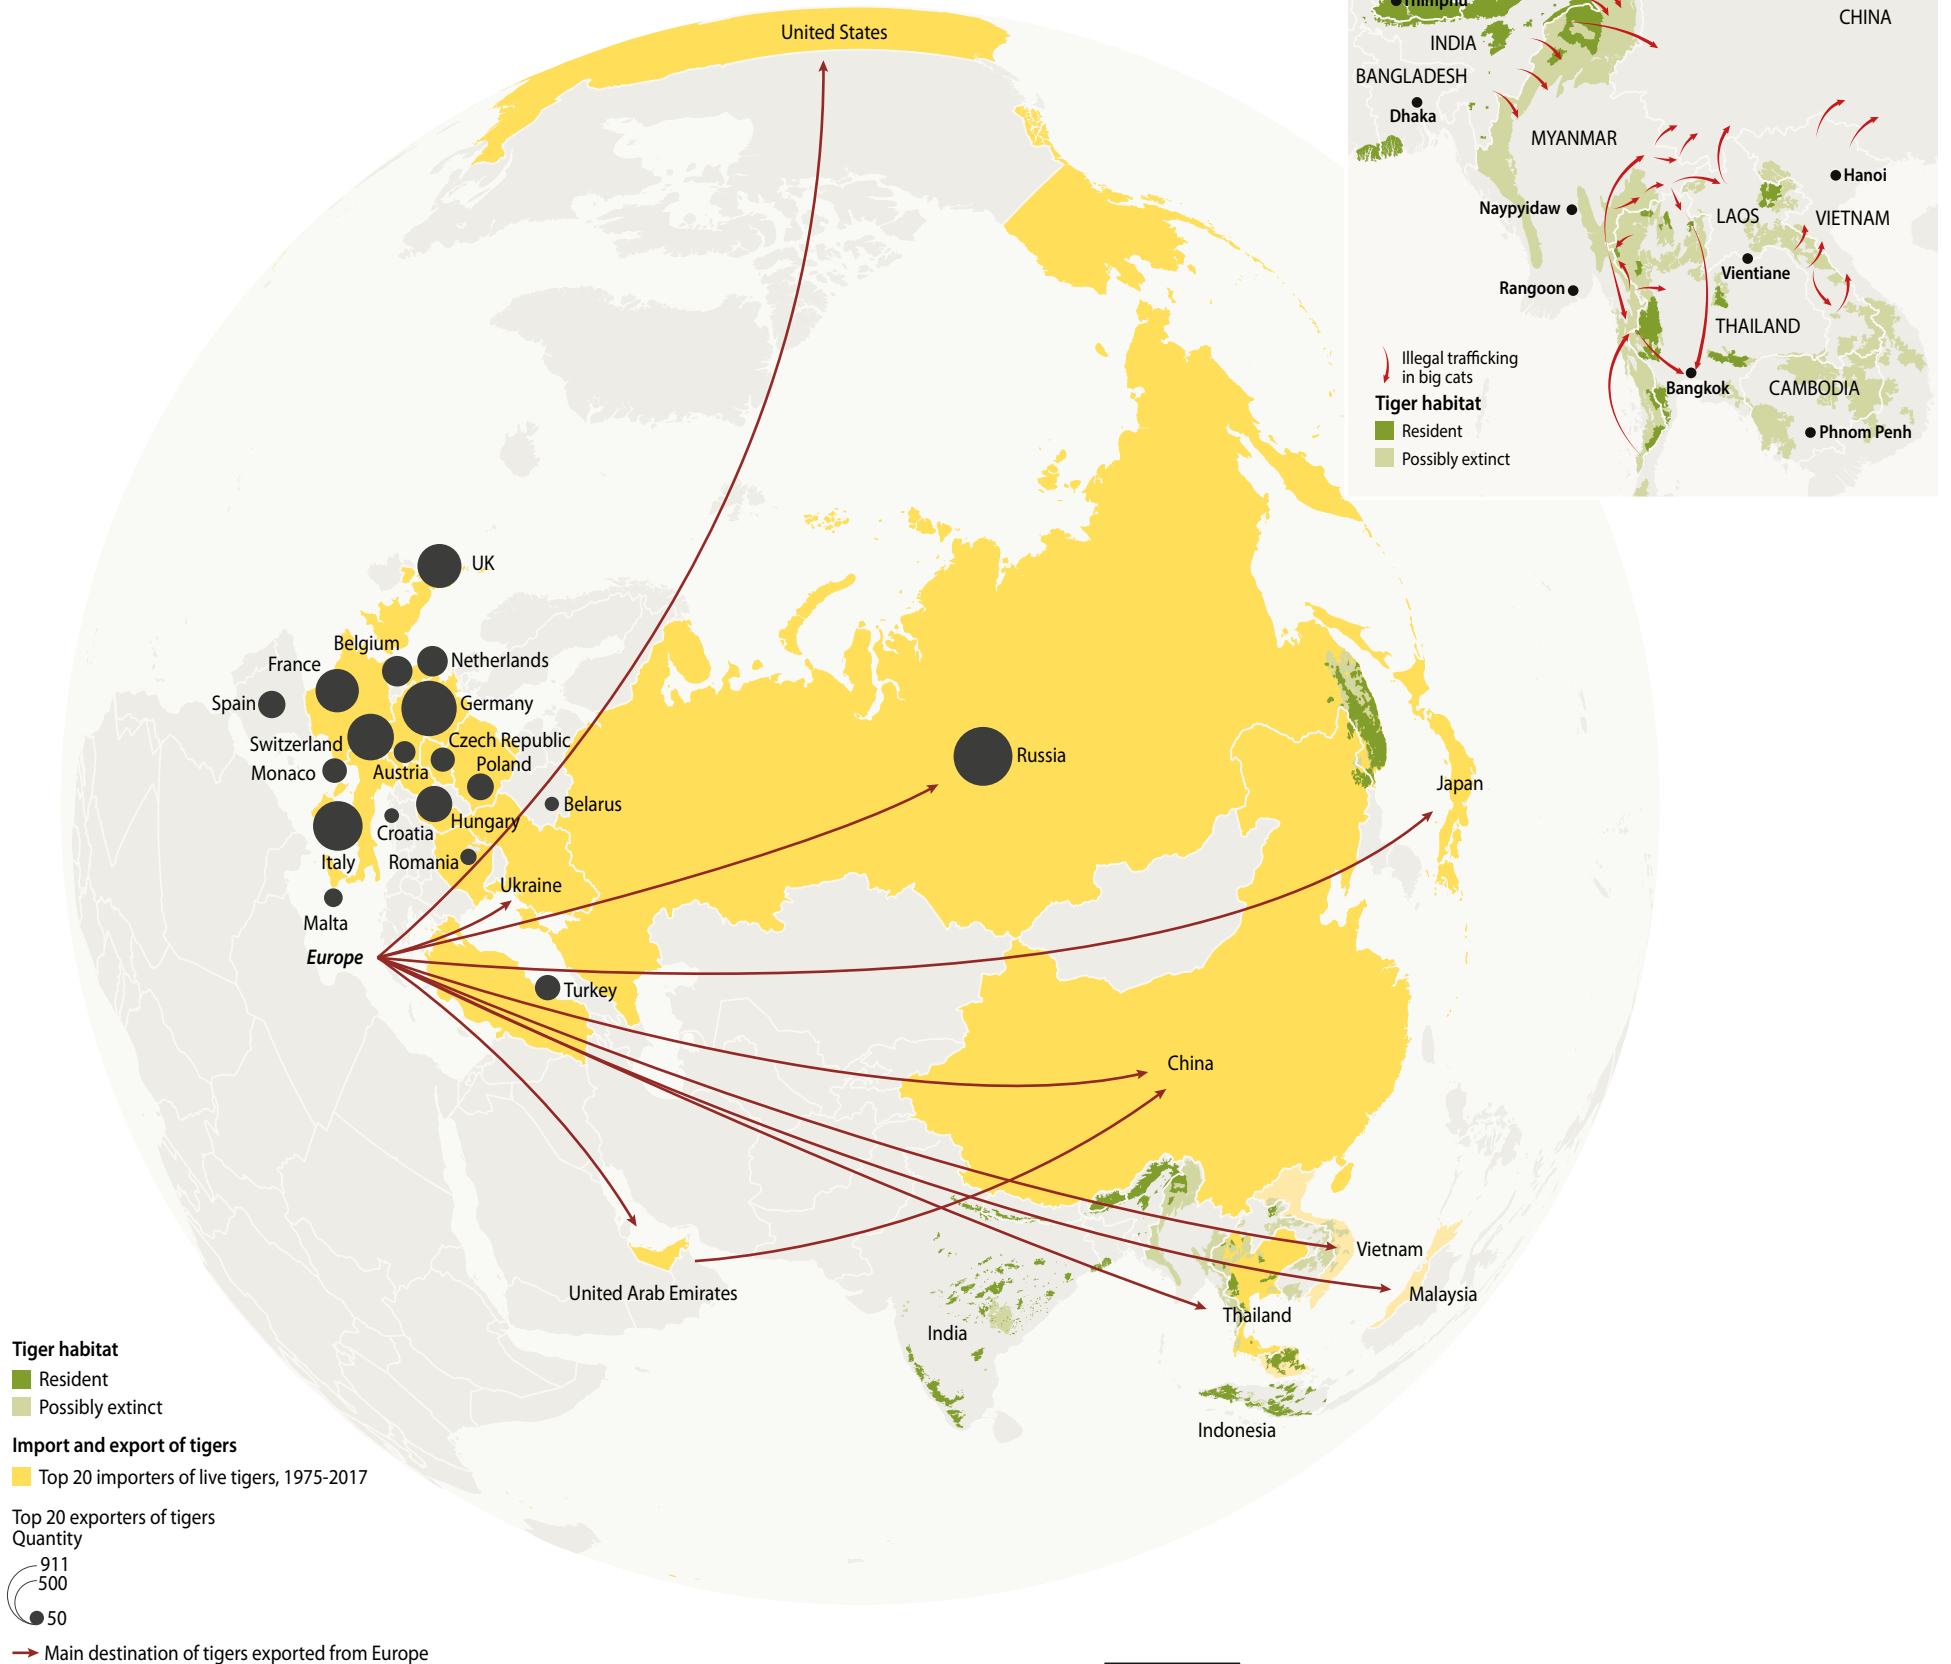 United States
UK
Belgium
Netherlands
France
Spain
Germany
Switzerland
Czech Republic
Monaco
Austria
Poland
Belarus
Croatia
Hungary
Italy
Romania
Ukraine
Malta
Europe
Turkey
Russia
Japan
China
United Arab Emirates
Vietnam
Malaysia
Thailand
India
Indonesia
Thimphu
CHINA
INDIA
BANGLADESH
Dhaka
MYANMAR
Hanoi
Naypyidaw
LAOS
VIETNAM
Vientiane
Rangoon
THAILAND
Bangkok
CAMBODIA
Phnom Penh
Illegal trafficking
in big cats
Tiger habitat
Resident
Possibly extinct
Tiger habitat
Resident
Possibly extinct
Import and export of tigers
Top 20 importers of live tigers, 1975-2017
Top 20 exporters of tigers
Quantity
911
500
50
Main destination of tigers exported from Europe